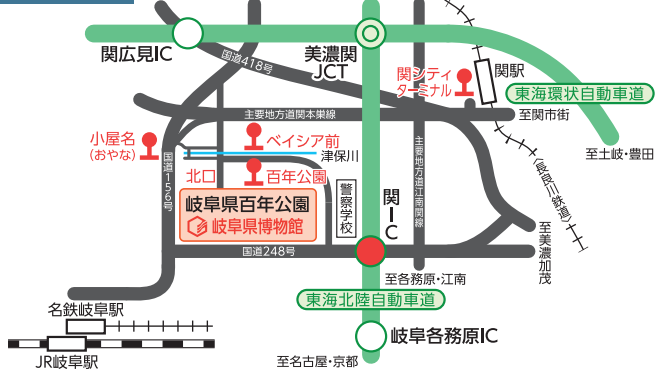 関広見IC
国道418号
美濃関
JCT
関シティ
ターミナル
関駅
東海環状自動車道
至関市街
至土岐・豊田
主要地方道関本巣線
小屋名
(おやな)
ベイシア前
津保川
国道156号
北口
百年公園
主要地方道江南関線
〈長良川鉄道〉
岐阜県百年公園
岐阜県博物館
警察学校
関IC
国道248号
至美濃加茂
至各務原・江南
東海北陸自動車道
名鉄岐阜駅
岐阜各務原IC
JR岐阜駅
至名古屋・京都